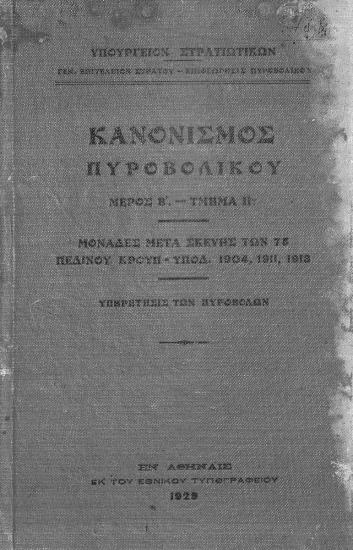 ΥΠΟΥΡΓΕΙΟΝ ΣΤΡΑΤΙΩΤΙΚΩΝ
ΓΕΝ. ΕΠΙΤΕΛΕΙΟΝ ΣΤΡΑΤΟΥ — ΕΠΙΘΕΩΡΗΣΙΣ ΠΥΡΟΒΟΛΙΚΟΥ
ΚΑΝΟΝΙΣΜΟΣ
ΠΥΡΟΒΟΛΙΚΟΥ
ΜΕΡΟΣ Β΄. — ΤΜΗΜΑ ΙΙ
ΜΟΝΑΔΕΣ ΜΕΤΑ ΣΚΕΥΗΣ ΤΩΝ 75
ΠΕΔΙΝΟΥ ΚΡΟΥΠ - ΥΠΟΔ. 1904, 1911, 1913
ΥΠΗΡΕΤΗΣΙΣ ΤΩΝ ΠΥΡΟΒΟΛΩΝ
ΕΝ ΑΘΗΝΑΙΣ
ΕΚ ΤΟΥ ΕΘΝΙΚΟΥ ΤΥΠΟΓΡΑΦΕΙΟΥ
1929